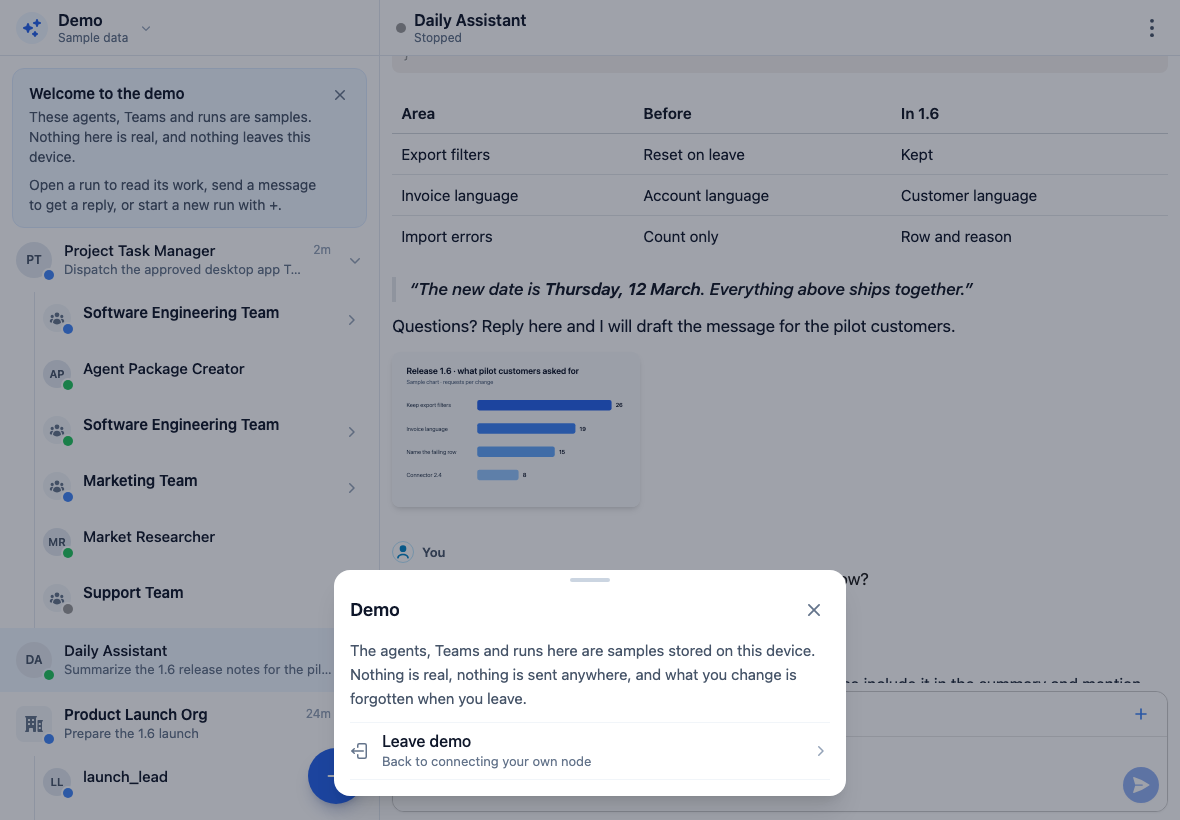 Demo
Sample data
Welcome to the demo
These agents, Teams and runs are samples.
Nothing here is real, and nothing leaves this
device.
Open a run to read its work, send a message
to get a reply, or start a new run with +.
PT
Project Task Manager
2m
Dispatch the approved desktop app T...
Software Engineering Team
AP
Agent Package Creator
Software Engineering Team
Marketing Team
MR
Market Researcher
Support Team
DA
Daily Assistant
Summarize the 1.6 release notes for the pil...
Product Launch Org
24m
Prepare the 1.6 launch
LL
launch_lead
Daily Assistant
Stopped
Area Before In 1.6
Export filters Reset on leave Kept
Invoice language Account language Customer language
Import errors Count only Row and reason
“The new date is Thursday, 12 March. Everything above ships together.”
Questions? Reply here and I will draft the message for the pilot customers.
Release 1.6 · what pilot customers asked for
Sample chart · requests per change
Keep export filters 26
Invoice language 19
Name the failing row 15
Connector 2.4 8
You
ow?
include it in the summary and mention
Demo
The agents, Teams and runs here are samples stored on this device.
Nothing is real, nothing is sent anywhere, and what you change is
forgotten when you leave.
Leave demo
Back to connecting your own node